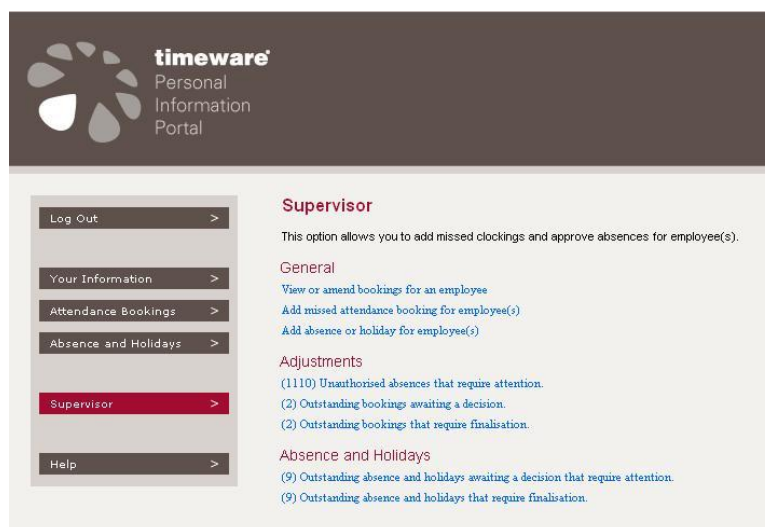 timeware®
Personal
Information
Portal
Log Out >
Your Information >
Attendance Bookings >
Absence and Holidays >
Supervisor >
Help >
Supervisor
This option allows you to add missed clockings and approve absences for employee(s).
General
View or amend bookings for an employee
Add missed attendance booking for employee(s)
Add absence or holiday for employee(s)
Adjustments
(1110) Unauthorised absences that require attention.
(2) Outstanding bookings awaiting a decision.
(2) Outstanding bookings that require finalisation.
Absence and Holidays
(9) Outstanding absence and holidays awaiting a decision that require attention.
(9) Outstanding absence and holidays that require finalisation.